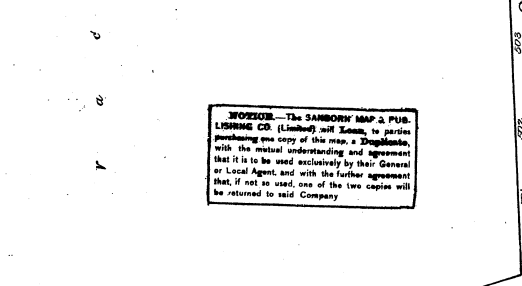 NOTICE.—The SANBORN MAP & PUB-
LISHING CO. (Limited) will Loan, to parties
purchasing one copy of this map, a Duplicate,
with the mutual understanding and agreement
that it is to be used exclusively by their General
or Local Agent, and with the further agreement
that, if not so used, one of the two copies will
be returned to said Company
r a d
803